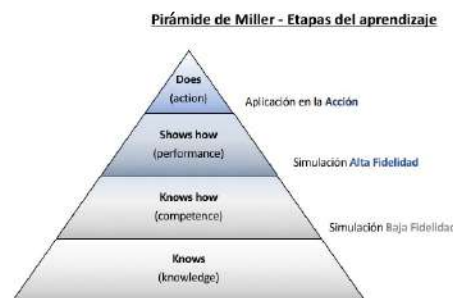 Pirámide de Miller - Etapas del aprendizaje
Does
(action)
Aplicación en la Acción
Shows how
(performance)
Simulación Alta Fidelidad
Knows how
(competence)
Simulación Baja Fidelidad
Knows
(knowledge)